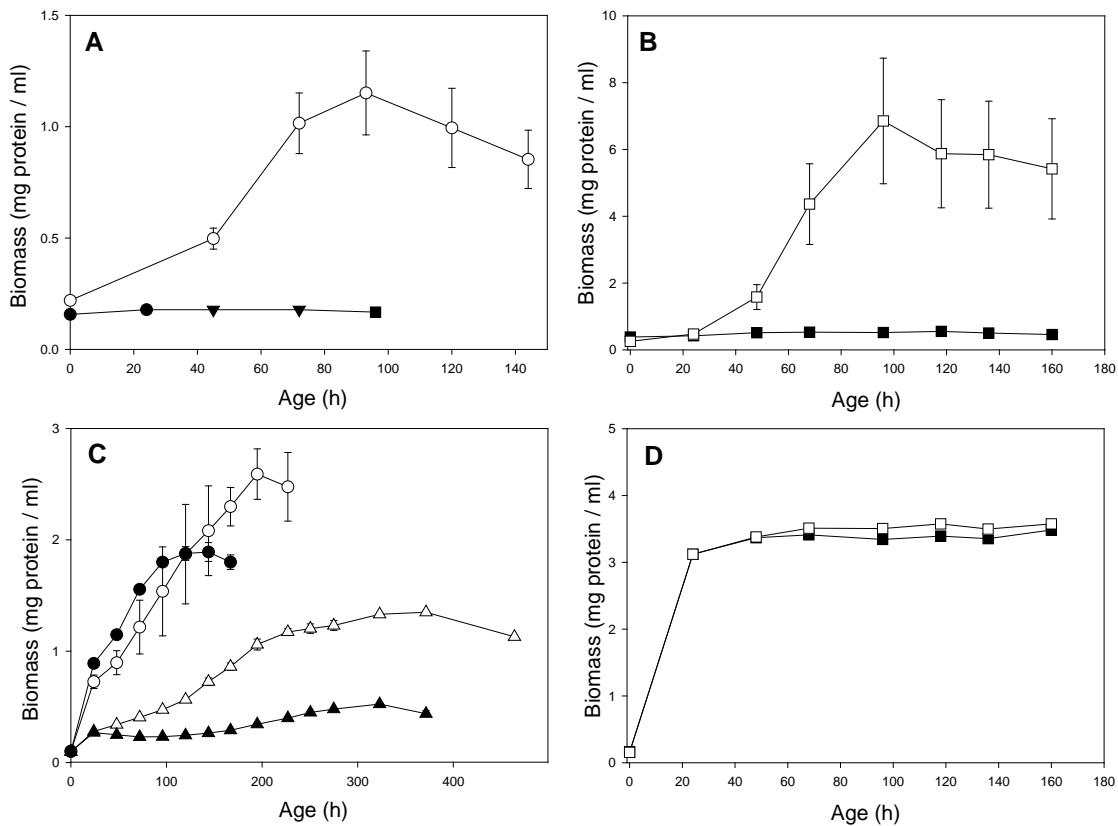 A
Biomass (mg protein / ml)
1.5
1.0
0.5
0.0
0 20 40 60 80 100 120 140
Age (h)
B
Biomass (mg protein / ml)
10
8
6
4
2
0
0 20 40 60 80 100 120 140 160 180
Age (h)
C
Biomass (mg protein / ml)
3
2
1
0
0 100 200 300 400
Age (h)
D
Biomass (mg protein / ml)
5
4
3
2
1
0
0 20 40 60 80 100 120 140 160 180
Age (h)